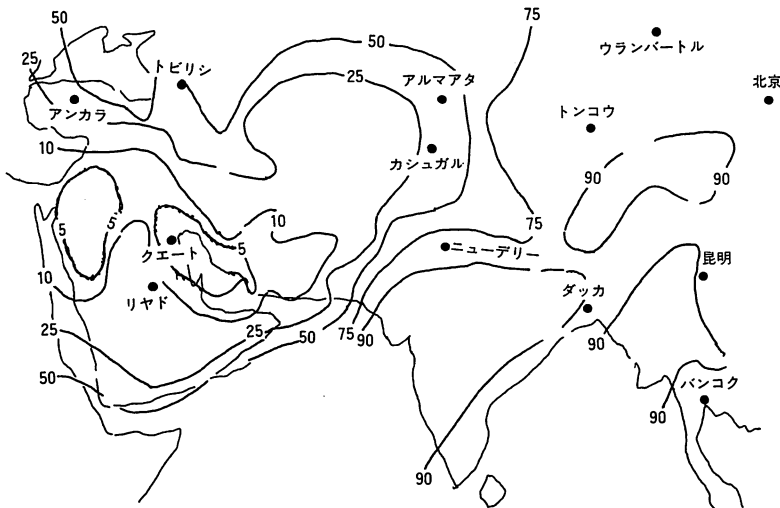 50
75
ウランバートル
50
25
トビリシ
25
アルマアタ
北京
アンカラ
トンコウ
10
カシュガル
90
90
5
5
10
75
クエート
5
ニューデリー
昆明
10
リヤド
ダッカ
25
25
50
75
90
90
50
バンコク
90
90